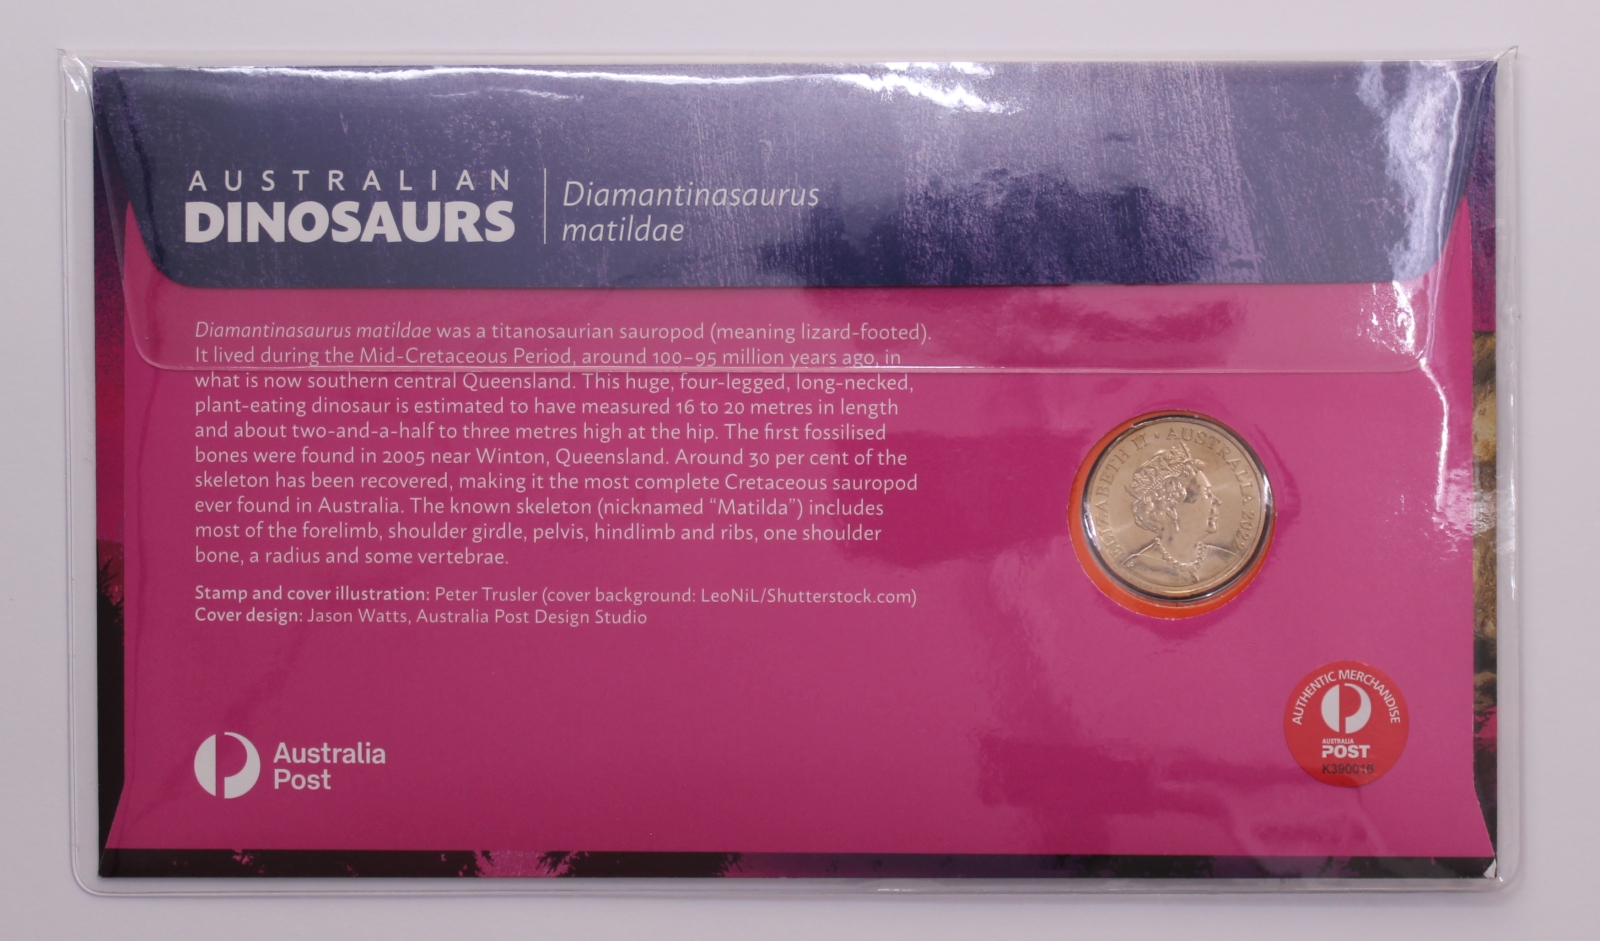 AUSTRALIAN
DINOSAURS
Diamantinasaurus
matildae
Diamantinasaurus matildae was a titanosaurian sauropod (meaning lizard-footed).
It lived during the Mid-Cretaceous Period, around 100–95 million years ago, in
what is now southern central Queensland. This huge, four-legged, long-necked,
plant-eating dinosaur is estimated to have measured 16 to 20 metres in length
and about two-and-a-half to three metres high at the hip. The first fossilised
bones were found in 2005 near Winton, Queensland. Around 30 per cent of the
skeleton has been recovered, making it the most complete Cretaceous sauropod
ever found in Australia. The known skeleton (nicknamed “Matilda”) includes
most of the forelimb, shoulder girdle, pelvis, hindlimb and ribs, one shoulder
bone, a radius and some vertebrae.
Stamp and cover illustration: Peter Trusler (cover background: LeoNiL/Shutterstock.com)
Cover design: Jason Watts, Australia Post Design Studio
ELIZABETH II • AUSTRALIA 2022
AUTHENTIC MERCHANDISE
AUSTRALIA
POST
K390016
Australia
Post